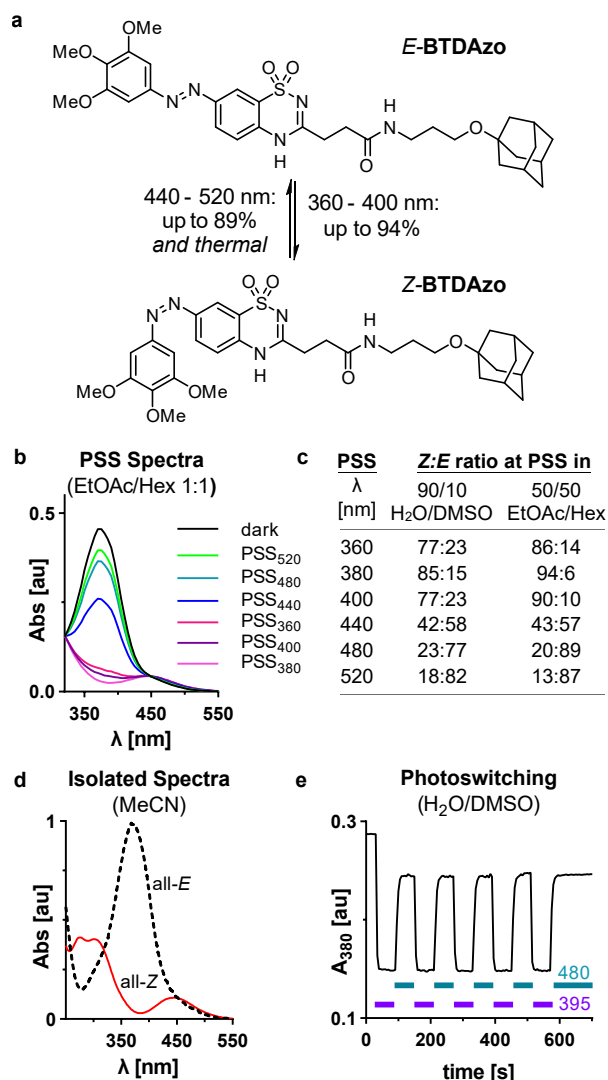 a
E-BTDAzo
OMe
MeO
MeO
N
N
O
O
S
N
N
H
O
H
N
O
440 - 520 nm:
up to 89%
and thermal
360 - 400 nm:
up to 94%
Z-BTDAzo
N
N
O
O
S
N
N
H
O
H
N
O
OMe
OMe
OMe
b
PSS Spectra
(EtOAc/Hex 1:1)
0.5
0.0
Abs [au]
350
450
550
λ [nm]
dark
PSS520
PSS480
PSS440
PSS360
PSS400
PSS380
c
PSS Z:E ratio at PSS in
λ 90/10 50/50
[nm] H2O/DMSO EtOAc/Hex
360 77:23 86:14
380 85:15 94:6
400 77:23 90:10
440 42:58 43:57
480 23:77 20:89
520 18:82 13:87
d
Isolated Spectra
(MeCN)
1
0
Abs [au]
all-E
all-Z
350
450
550
λ [nm]
e
Photoswitching
(H2O/DMSO)
0.3
0.1
A380 [au]
480
395
0
200
400
600
time [s]